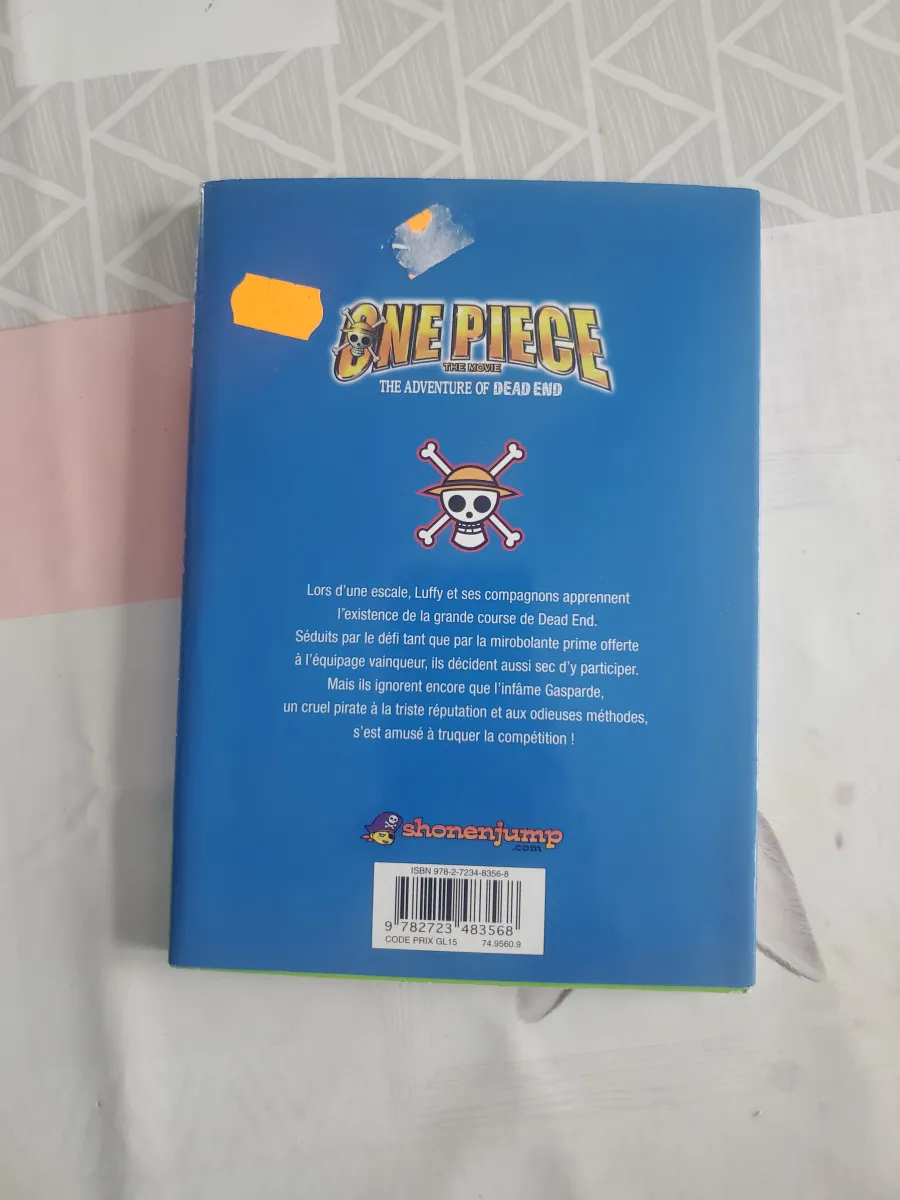 ONE PIECE
THE MOVIE
THE ADVENTURE OF DEAD END
Lors d'une escale, Luffy et ses compagnons apprennent
l'’existence de la grande course de Dead End.
Séduits par le défi tant que par la mirobolante prime offerte
à l'équipage vainqueur, ils décident aussi sec d'y participer.
Mais ils ignorent encore que l'infâme Gasparde,
un cruel pirate à la triste réputation et aux odieuses méthodes,
s'est amusé à truquer la compétition !
shonenjump
.com
ISBN 978-2-7234-8356-8
9 782723 483568
CODE PRIX GL15 74.9560.9